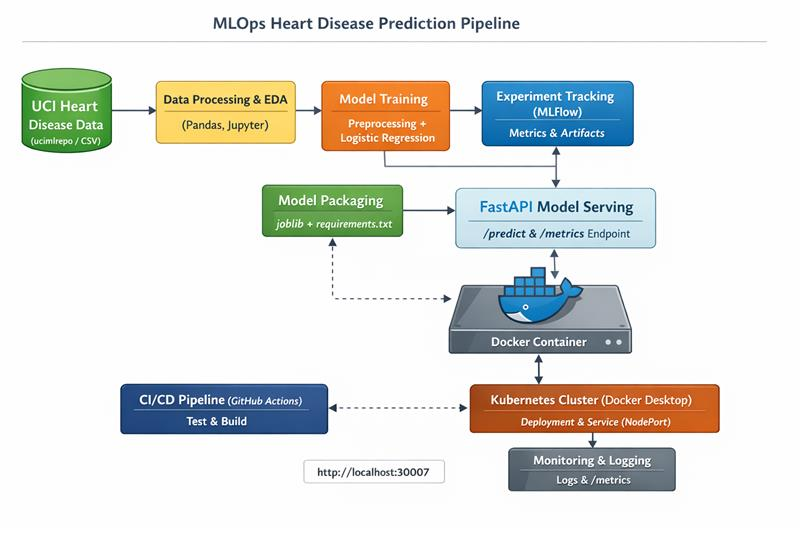 MLOps Heart Disease Prediction Pipeline
UCI Heart
Disease Data
(ucimlrepo / CSV)
Data Processing & EDA
(Pandas, Jupyter)
Model Training
Preprocessing +
Logistic Regression
Experiment Tracking
(MLFlow)
Metrics & Artifacts
Model Packaging
joblib + requirements.txt
FastAPI Model Serving
/predict & /metrics Endpoint
Docker Container
CI/CD Pipeline (GitHub Actions)
Test & Build
Kubernetes Cluster (Docker Desktop)
Deployment & Service (NodePort)
http://localhost:30007
Monitoring & Logging
Logs & /metrics